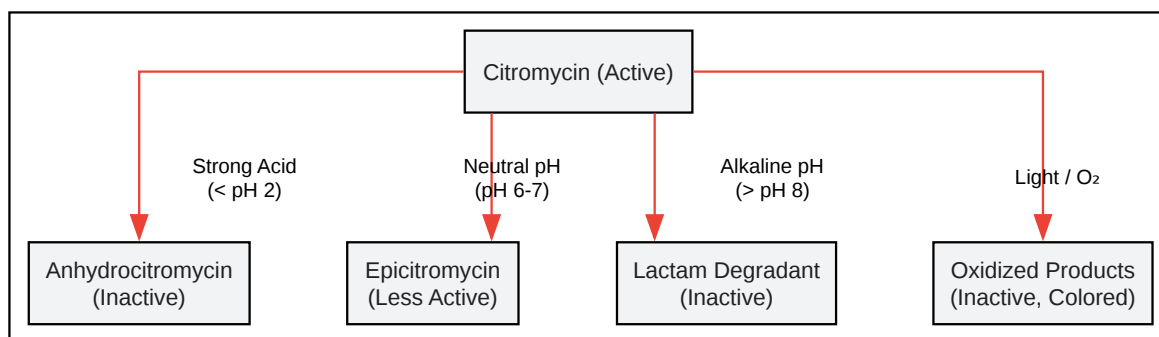 Citromycin (Active)
Strong Acid
(< pH 2)
Neutral pH
(pH 6-7)
Alkaline pH
(> pH 8)
Light / O₂
Anhydrocitromycin
(Inactive)
Epicitromycin
(Less Active)
Lactam Degradant
(Inactive)
Oxidized Products
(Inactive, Colored)